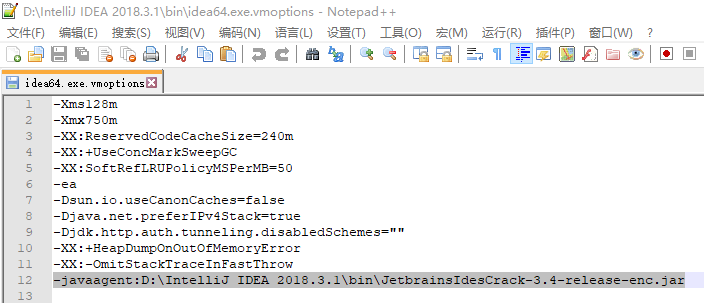 D:\IntelliJ IDEA 2018.3.1\bin\idea64.exe.vmoptions - Notepad++
文件(F) 编辑(E) 搜索(S) 视图(V) 编码(N) 语言(L) 设置(T) 工具(O) 宏(M) 运行(R) 插件(P) 窗口(W) ?
idea64.exe.vmoptions
1 -Xms128m
2 -Xmx750m
3 -XX:ReservedCodeCacheSize=240m
4 -XX:+UseConcMarkSweepGC
5 -XX:SoftRefLRUPolicyMSPerMB=50
6 -ea
7 -Dsun.io.useCanonCaches=false
8 -Djava.net.preferIPv4Stack=true
9 -Djdk.http.auth.tunneling.disabledSchemes=""
10 -XX:+HeapDumpOnOutOfMemoryError
11 -XX:-OmitStackTraceInFastThrow
12 -javaagent:D:\IntelliJ IDEA 2018.3.1\bin\JetbrainsIdesCrack-3.4-release-enc.jar
13